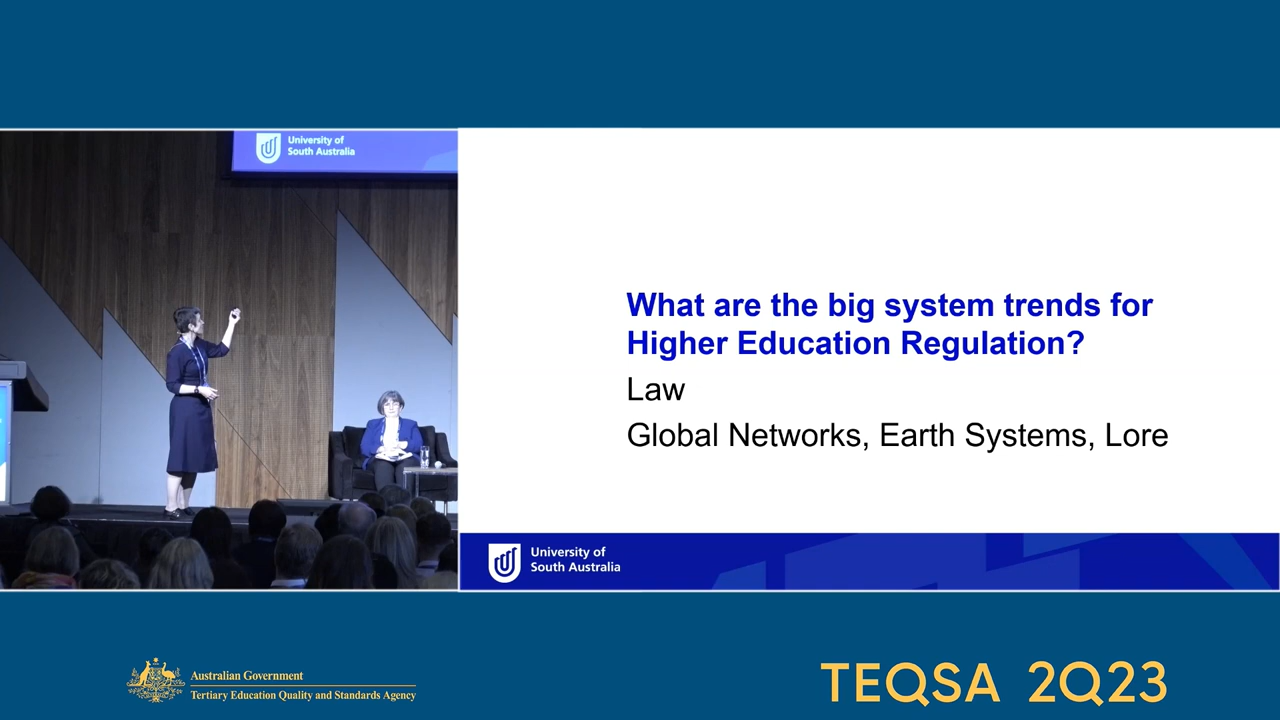 University of
South Australia
What are the big system trends for
Higher Education Regulation?
Law
Global Networks, Earth Systems, Lore
University of
South Australia
Australian Government
Tertiary Education Quality and Standards Agency
TEQSA 2Q23